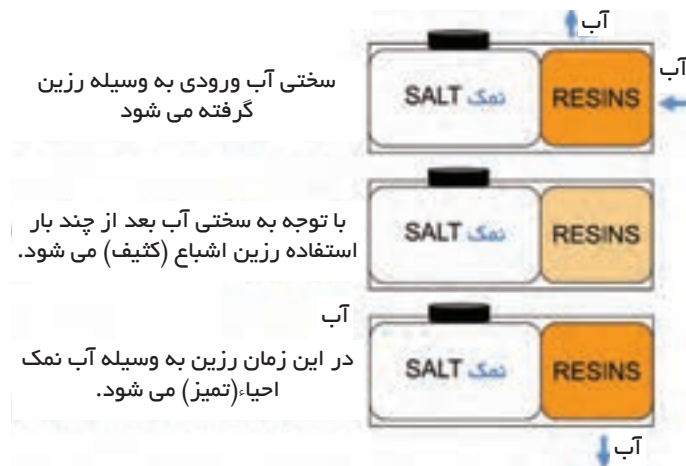 آب
آب
سختی آب ورودی به وسیله رزین
گرفته می شود
SALT نمک
RESINS
با توجه به سختی آب بعد از چند بار
استفاده رزین اشباع (کثیف) می شود.
SALT نمک
RESINS
آب
در این زمان رزین به وسیله آب نمک
احیاء(تمیز) می شود.
SALT نمک
RESINS
آب